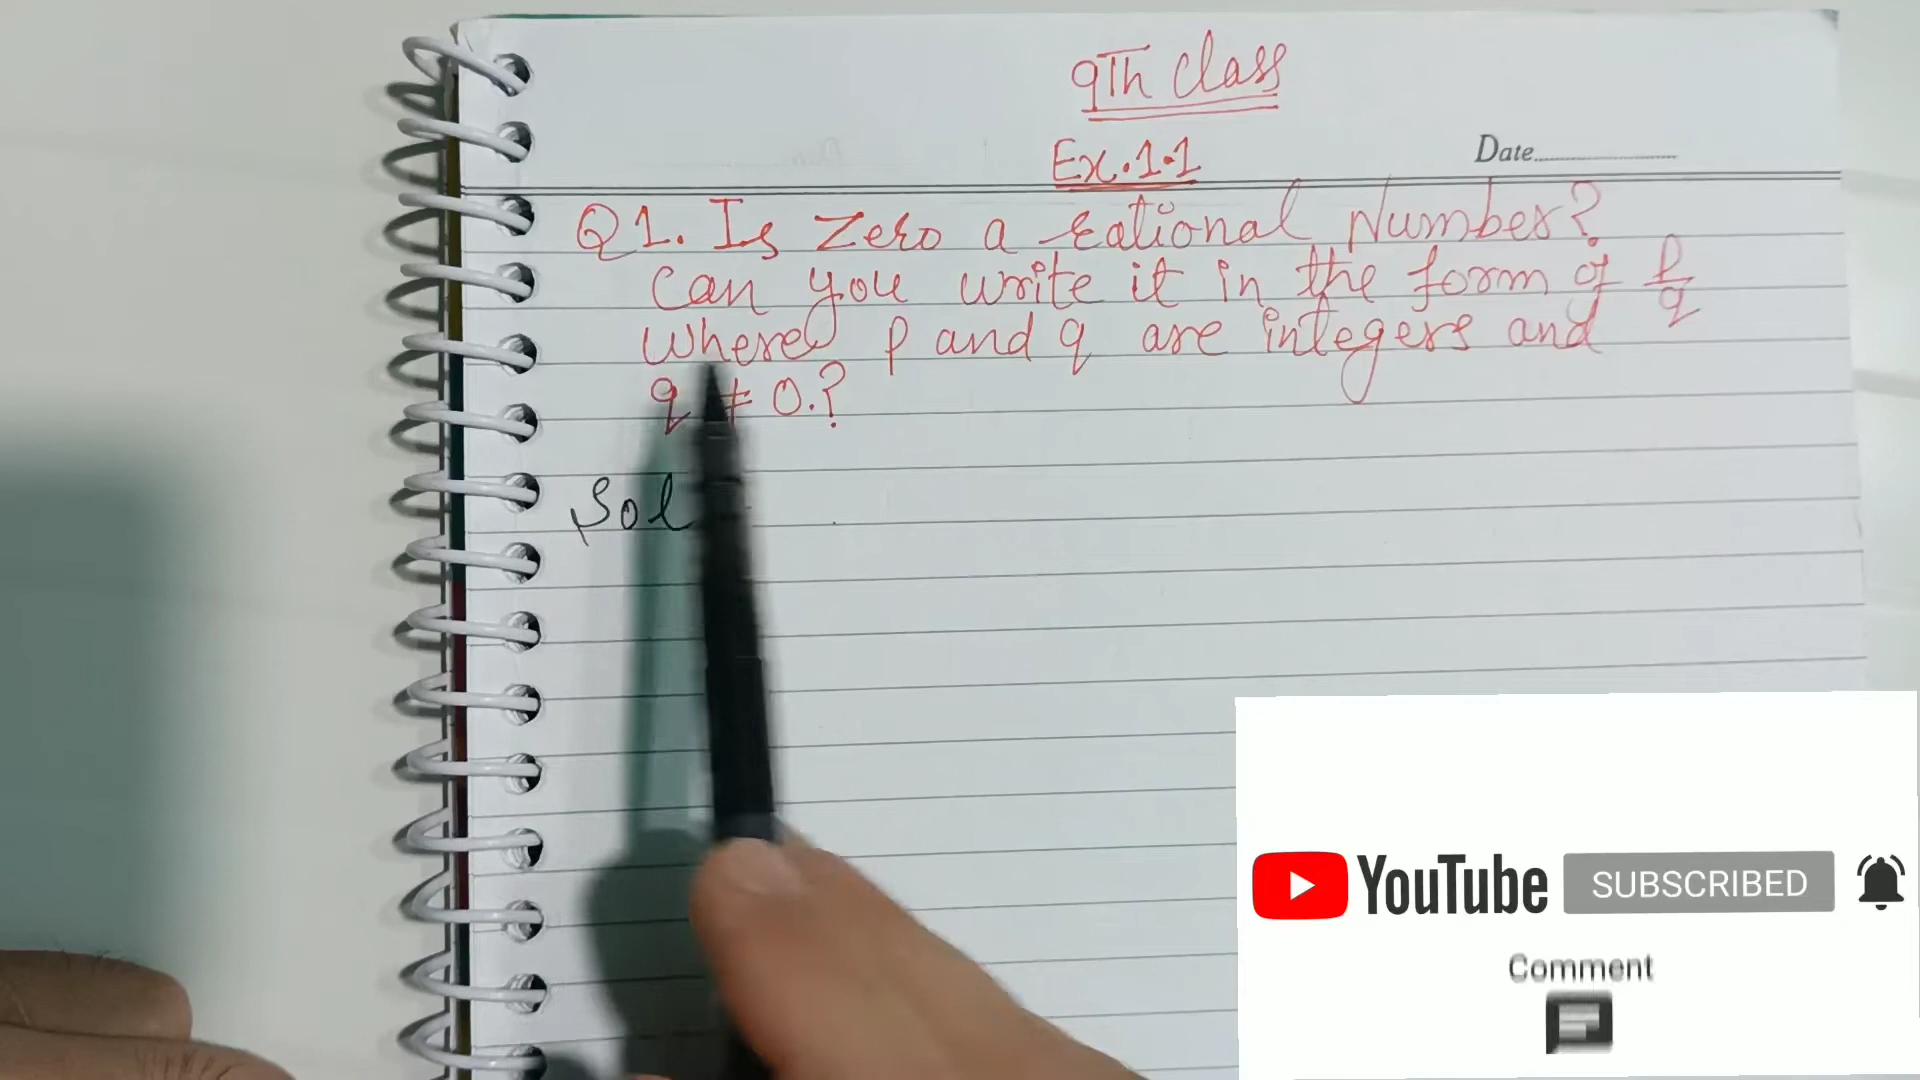 9Th class
Ex.1.1
Date
Q1. Is Zero a rational Number?
can you write it in the form of p/q
where p and q are integers and
q ≠ 0.?
Sol
YouTube SUBSCRIBED
Comment